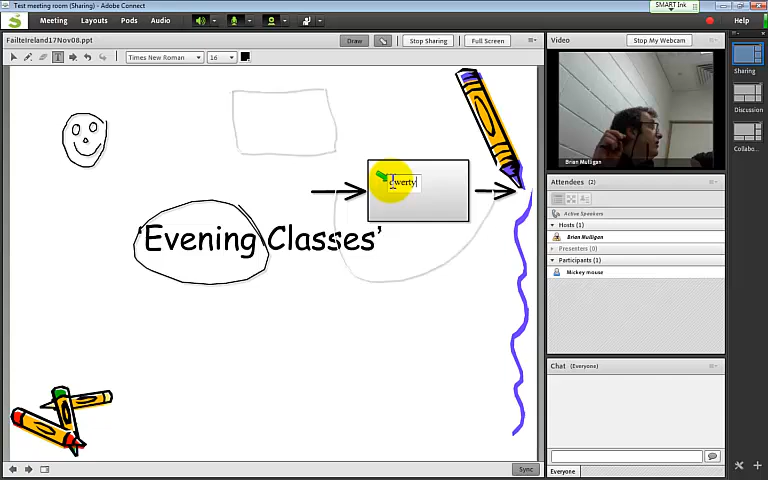 Test meeting room (Sharing) - Adobe Connect
SMART Ink
Meeting Layouts Pods Audio
Help
FailteIreland17Nov08.ppt
Draw
Stop Sharing
Full Screen
Times New Roman
16
qwerty
'Evening Classes'
Sync
Video
Stop My Webcam
Brian Mulligan
Attendees (2)
Active Speakers
Hosts (1)
Brian Mulligan
Presenters (0)
Participants (1)
Mickey mouse
Chat (Everyone)
Everyone
Sharing
Discussion
Collabo...